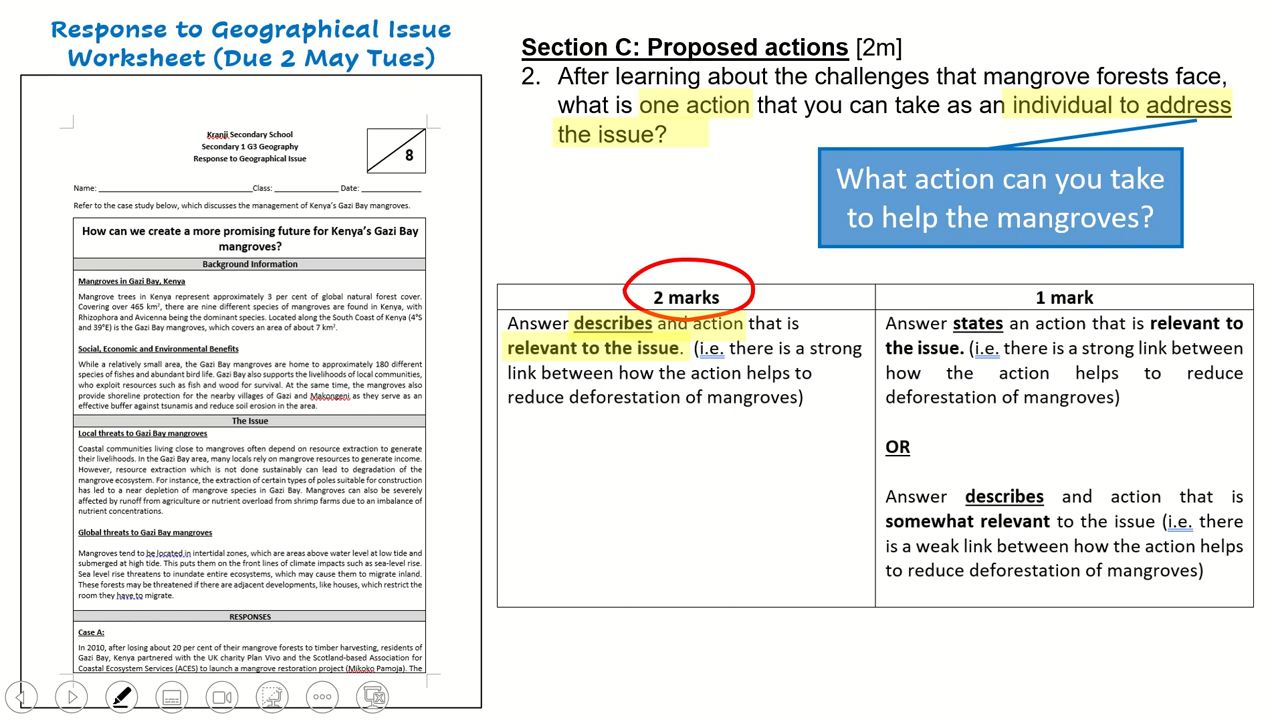 Response to Geographical Issue
Worksheet (Due 2 May Tues)
Kranji Secondary School
Secondary 1 G3 Geography
Response to Geographical Issue
8
Name: ______________________________Class: ____________ Date: ____________
Refer to the case study below, which discusses the management of Kenya's Gazi Bay mangroves.
How can we create a more promising future for Kenya's Gazi Bay
mangroves?
Background Information
Mangroves in Gazi Bay, Kenya
Mangrove trees in Kenya represent approximately 3 per cent of global natural forest cover.
Covering over 465 km², there are nine different species of mangroves are found in Kenya, with
Rhizophora and Avicenna being the dominant species. Located along the South Coast of Kenya (4°S
and 39°E) is the Gazi Bay mangroves, which covers an area of about 7 km².
Social, Economic and Environmental Benefits
While a relatively small area, the Gazi Bay mangroves are home to approximately 180 different
species of fishes and abundant bird life. Gazi Bay also supports the livelihoods of local communities,
who exploit resources such as fish and wood for survival. At the same time, the mangroves also
provide shoreline protection for the nearby villages of Gazi and Makongeni as they serve as an
effective buffer against tsunamis and reduce soil erosion in the area.
The Issue
Local threats to Gazi Bay mangroves
Coastal communities living close to mangroves often depend on resource extraction to generate
their livelihoods. In the Gazi Bay area, many locals rely on mangrove resources to generate income.
However, resource extraction which is not done sustainably can lead to degradation of the
mangrove ecosystem. For instance, the extraction of certain types of poles suitable for construction
has led to a near depletion of mangrove species in Gazi Bay. Mangroves can also be severely
affected by runoff from agriculture or nutrient overload from shrimp farms due to an imbalance of
nutrient concentrations.
Global threats to Gazi Bay mangroves
Mangroves tend to be located in intertidal zones, which are areas above water level at low tide and
submerged at high tide. This puts them on the front lines of climate impacts such as sea-level rise.
Sea level rise threatens to inundate entire ecosystems, which may cause them to migrate inland.
These forests may be threatened if there are adjacent developments, like houses, which restrict the
room they have to migrate.
RESPONSES
Case A:
In 2010, after losing about 20 per cent of their mangrove forests to timber harvesting, residents of
Gazi Bay, Kenya partnered with the UK charity Plan Vivo and the Scotland-based Association for
Coastal Ecosystem Services (ACES) to launch a mangrove restoration project (Mikoko Pamoja). The
Section C: Proposed actions [2m]
2. After learning about the challenges that mangrove forests face,
what is one action that you can take as an individual to address
the issue?
What action can you take
to help the mangroves?
2 marks
Answer describes and action that is
relevant to the issue. (i.e. there is a strong
link between how the action helps to
reduce deforestation of mangroves)
1 mark
Answer states an action that is relevant to
the issue. (i.e. there is a strong link between
how the action helps to reduce
deforestation of mangroves)
OR
Answer describes and action that is
somewhat relevant to the issue (i.e. there
is a weak link between how the action helps
to reduce deforestation of mangroves)